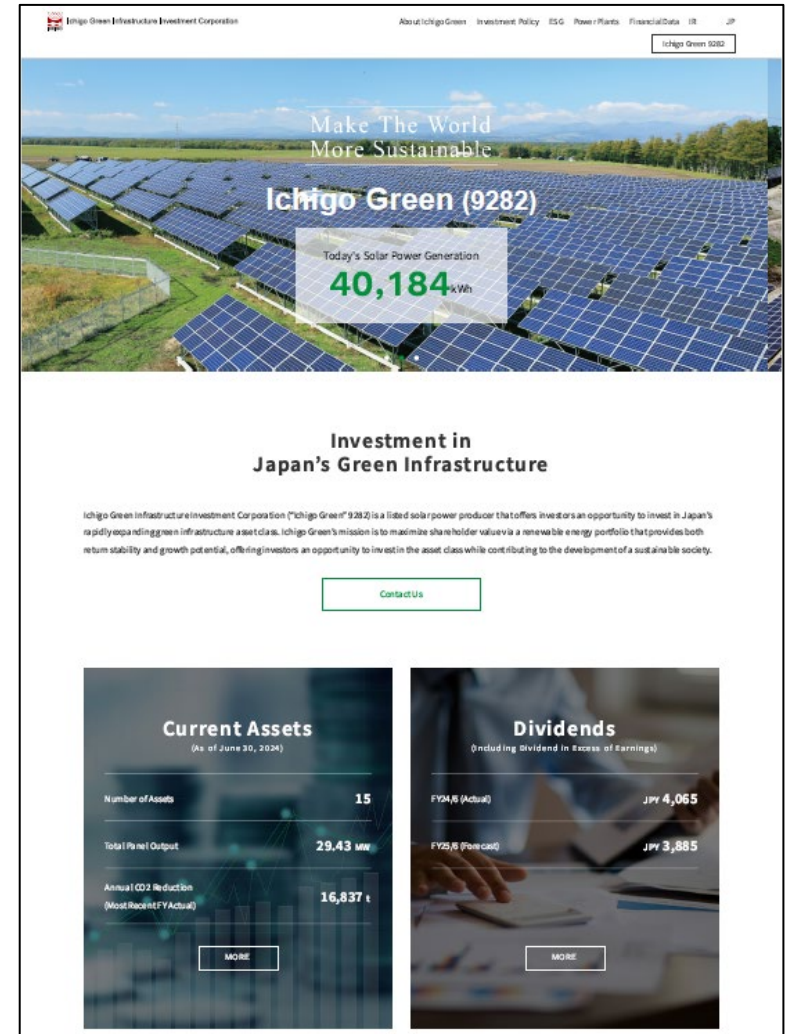 Ichigo Green Infrastructure Investment Corporation
About Ichigo Green Investment Policy ESG Power Plants Financial Data IR JP
Ichigo Green 9282
Make The World
More Sustainable
Ichigo Green (9282)
Today's Solar Power Generation
40,184 kWh
Investment in
Japan's Green Infrastructure
Ichigo Green Infrastructure Investment Corporation ("Ichigo Green" 9282) is a listed solar power producer that offers investors an opportunity to invest in Japan's
rapidly expanding green infrastructure asset class. Ichigo Green's mission is to maximize shareholder value via a renewable energy portfolio that provides both
return stability and growth potential, offering investors an opportunity to invest in the asset class while contributing to the development of a sustainable society.
Contact Us
Current Assets
(As of June 30, 2024)
Number of Assets 15
Total Panel Output 29.43 MW
Annual CO2 Reduction
(Most Recent FY Actual) 16,837 t
MORE
Dividends
(Including Dividend in Excess of Earnings)
FY24/6 (Actual) JPY 4,065
FY25/6 (Forecast) JPY 3,885
MORE